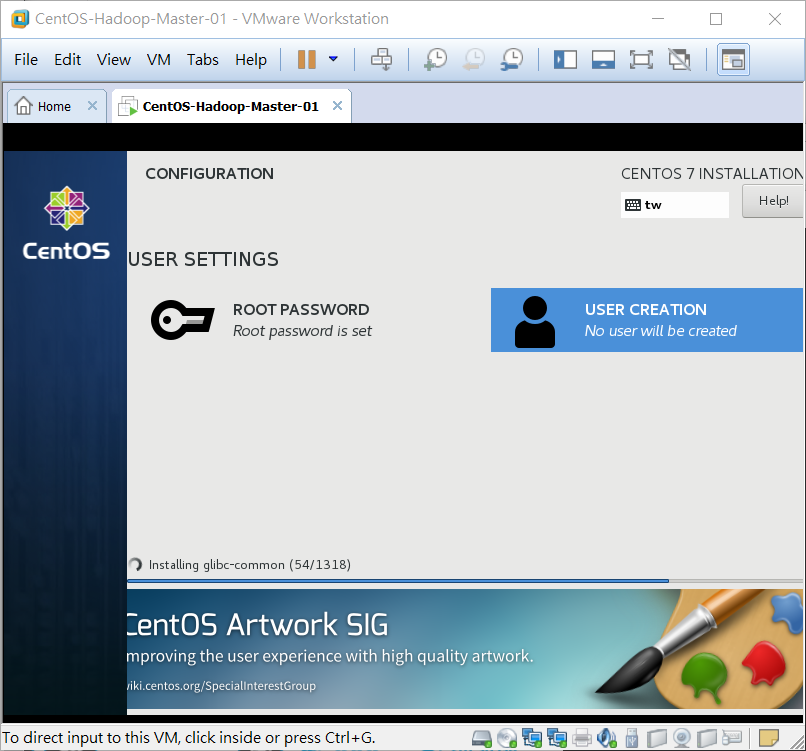 CentOS-Hadoop-Master-01 - VMware Workstation
File Edit View VM Tabs Help
Home CentOS-Hadoop-Master-01
CONFIGURATION
CENTOS 7 INSTALLATION
tw
Help!
CentOS
USER SETTINGS
ROOT PASSWORD
Root password is set
USER CREATION
No user will be created
Installing glibc-common (54/1318)
CentOS Artwork SIG
mproving the user experience with high quality artwork.
wiki.centos.org/SpecialInterestGroup
To direct input to this VM, click inside or press Ctrl+G.